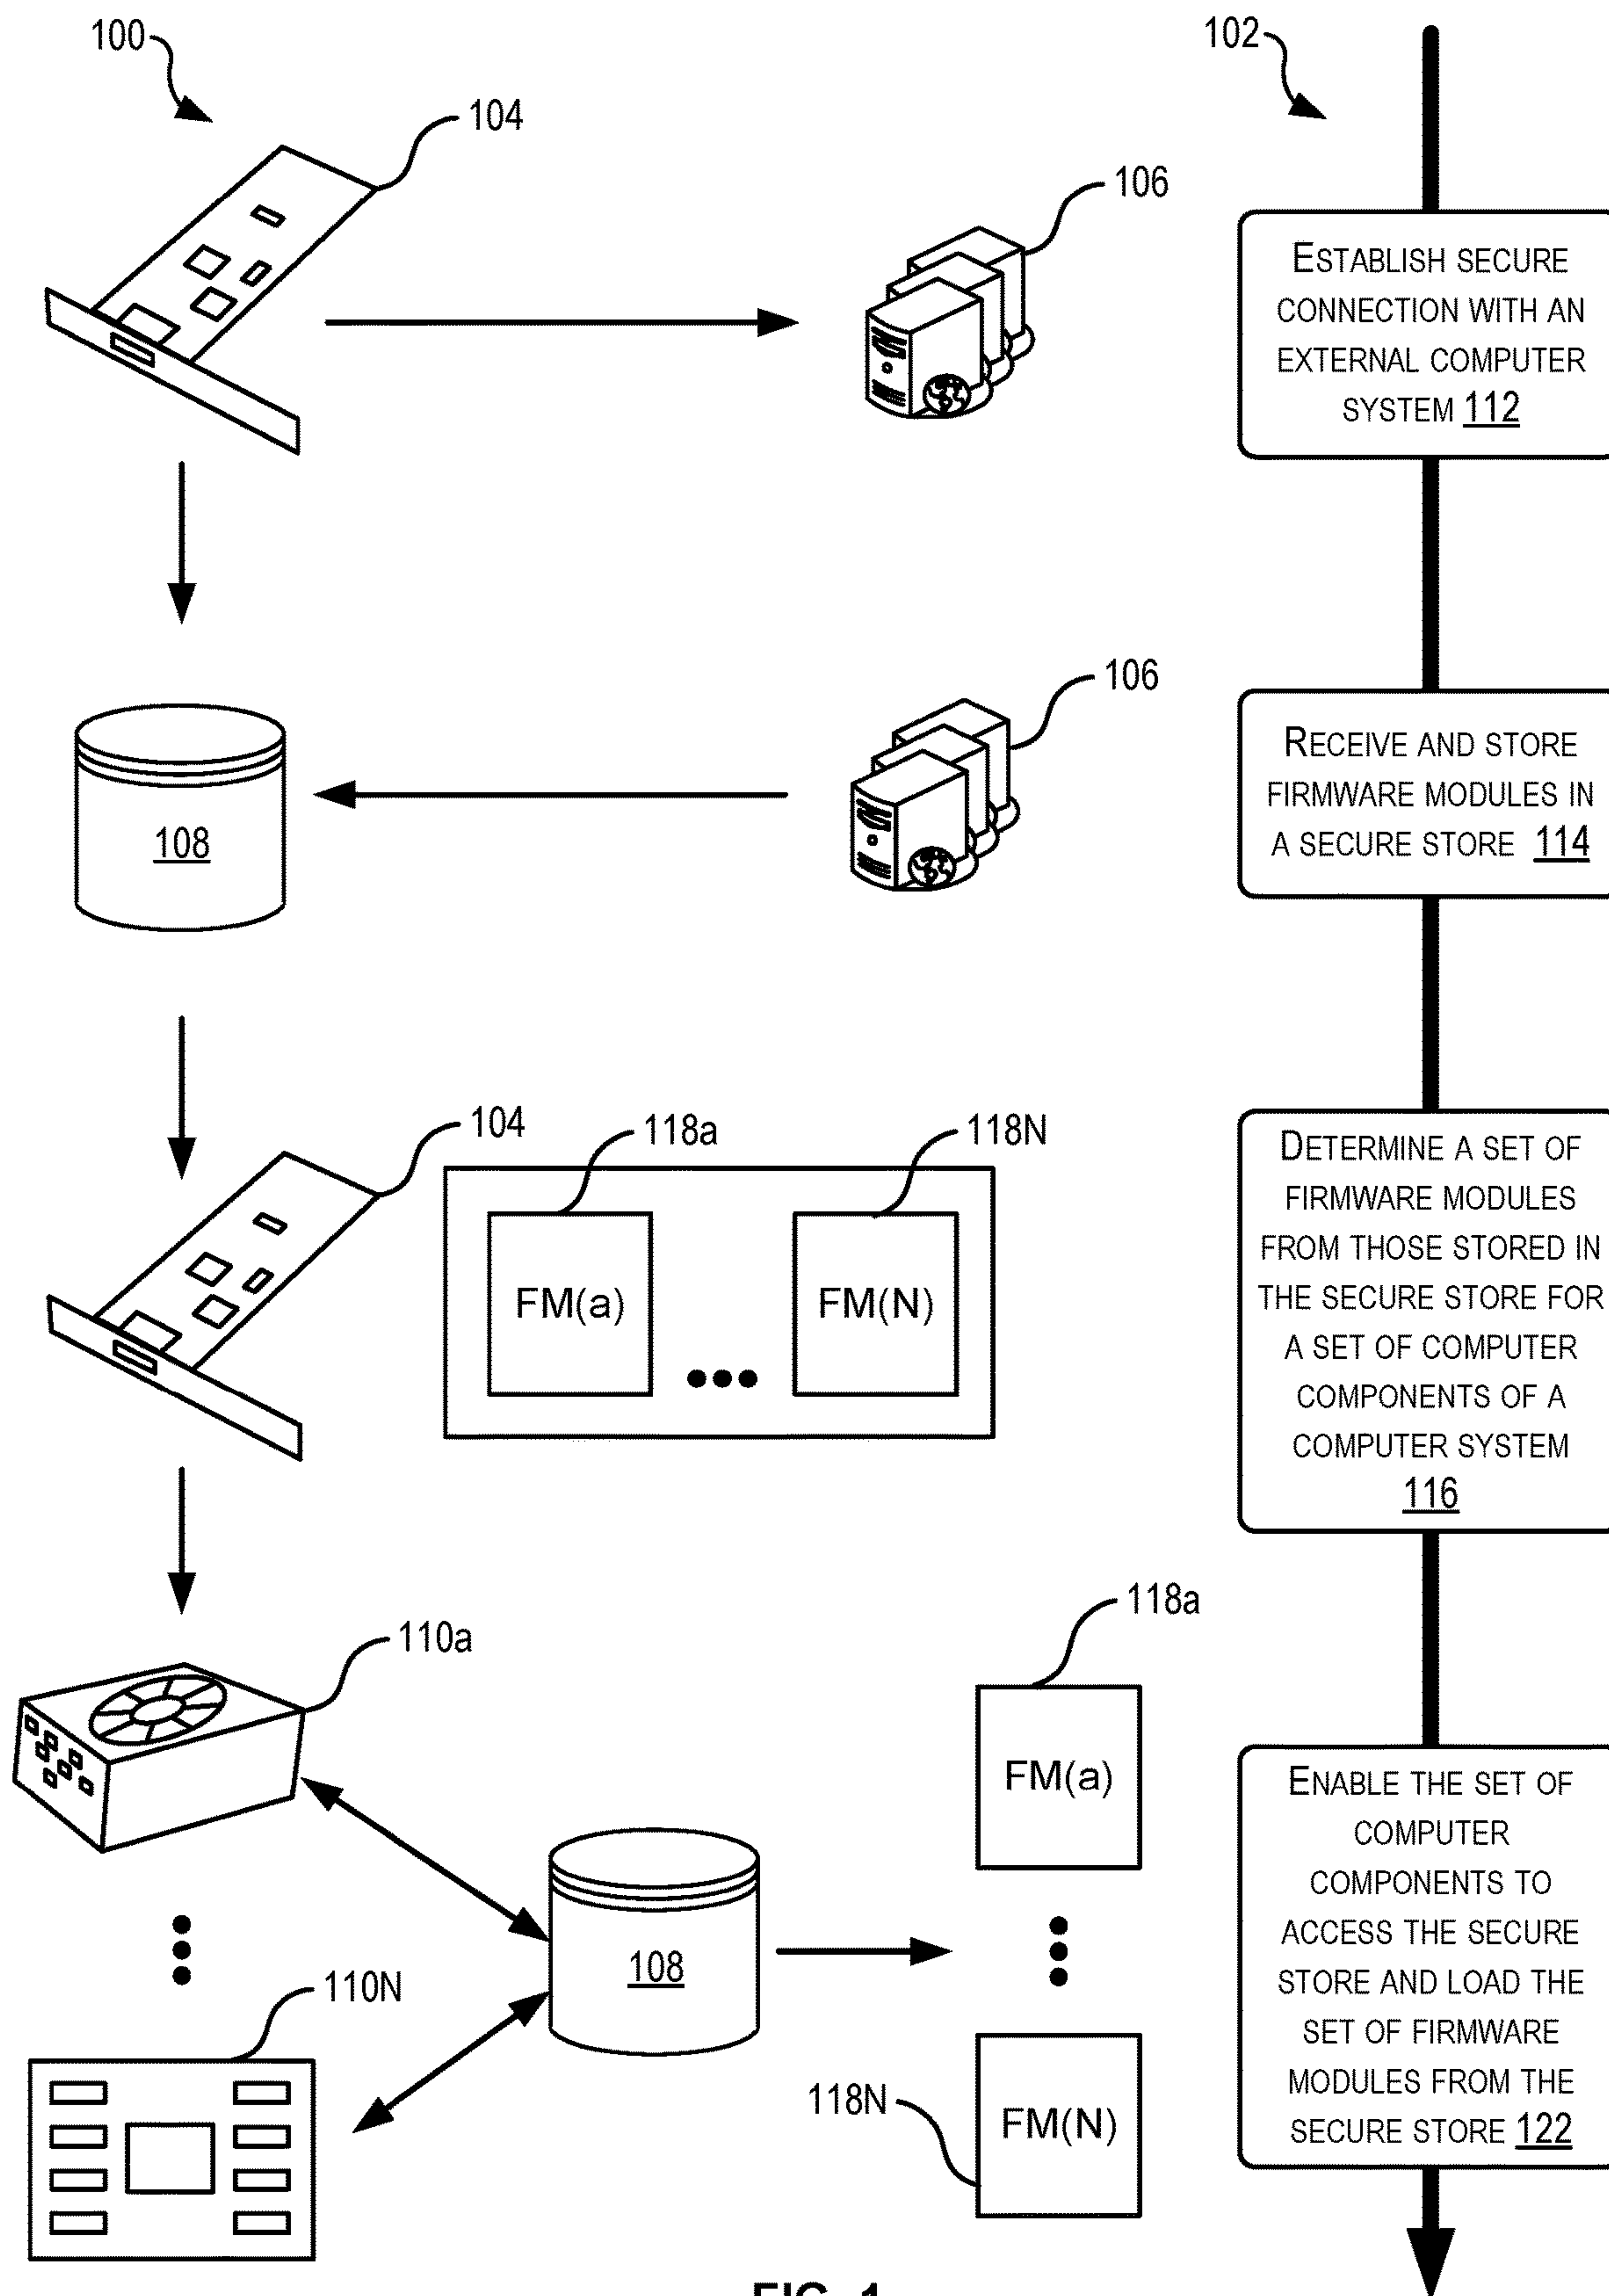 100
102
104
106
ESTABLISH SECURE
CONNECTION WITH AN
EXTERNAL COMPUTER
SYSTEM 112
106
108
RECEIVE AND STORE
FIRMWARE MODULES IN
A SECURE STORE 114
104
118a
118N
FM(a)
FM(N)
DETERMINE A SET OF
FIRMWARE MODULES
FROM THOSE STORED IN
THE SECURE STORE FOR
A SET OF COMPUTER
COMPONENTS OF A
COMPUTER SYSTEM
116
110a
118a
FM(a)
108
110N
118N
FM(N)
ENABLE THE SET OF
COMPUTER
COMPONENTS TO
ACCESS THE SECURE
STORE AND LOAD THE
SET OF FIRMWARE
MODULES FROM THE
SECURE STORE 122
FIG. 1